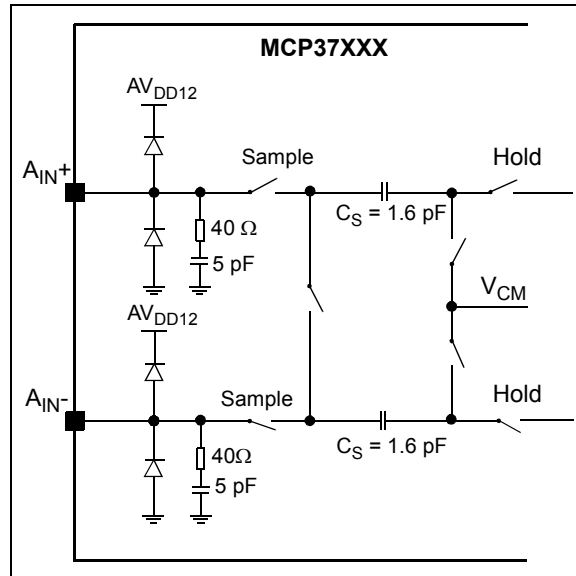 MCP37XXX
AVDD12
AIN+
Sample
Hold
40 Ω
5 pF
CS = 1.6 pF
VCM
AVDD12
AIN-
Sample
Hold
40Ω
5 pF
CS = 1.6 pF